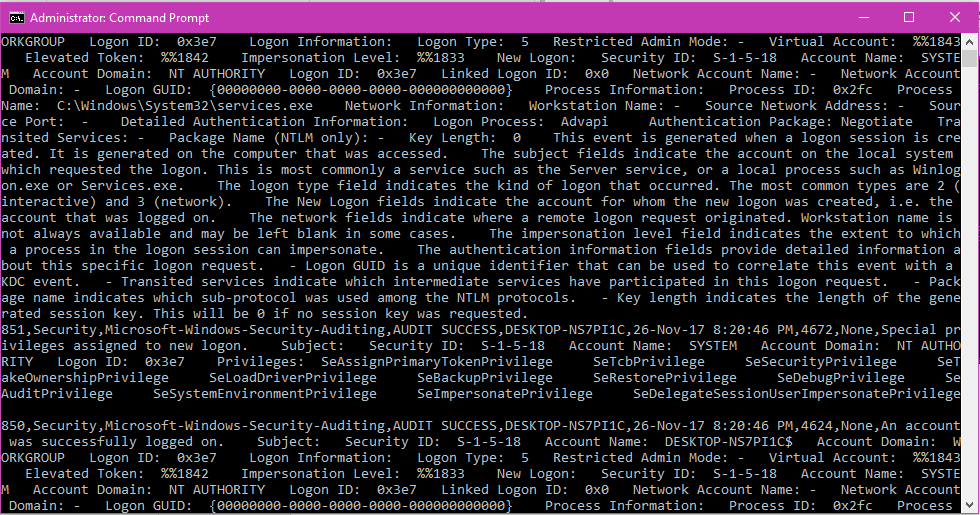 Administrator: Command Prompt
ORKGROUP   Logon ID:  0x3e7    Logon Information:   Logon Type:  5   Restricted Admin Mode: -   Virtual Account:  %%1843
   Elevated Token:  %%1842    Impersonation Level:  %%1833    New Logon:   Security ID:  S-1-5-18   Account Name:  SYSTE
M   Account Domain:  NT AUTHORITY   Logon ID:  0x3e7   Linked Logon ID:  0x0   Network Account Name: -   Network Account
 Domain: -   Logon GUID:  {00000000-0000-0000-0000-000000000000}    Process Information:   Process ID:  0x2fc   Process
Name:  C:\Windows\System32\services.exe    Network Information:   Workstation Name: -   Source Network Address: -   Sour
ce Port:  -    Detailed Authentication Information:   Logon Process:  Advapi     Authentication Package: Negotiate   Tra
nsited Services: -   Package Name (NTLM only): -   Key Length:  0    This event is generated when a logon session is cre
ated. It is generated on the computer that was accessed.    The subject fields indicate the account on the local system
which requested the logon. This is most commonly a service such as the Server service, or a local process such as Winlog
on.exe or Services.exe.    The logon type field indicates the kind of logon that occurred. The most common types are 2 (
interactive) and 3 (network).    The New Logon fields indicate the account for whom the new logon was created, i.e. the
account that was logged on.    The network fields indicate where a remote logon request originated. Workstation name is
not always available and may be left blank in some cases.    The impersonation level field indicates the extent to which
 a process in the logon session can impersonate.    The authentication information fields provide detailed information a
bout this specific logon request.   - Logon GUID is a unique identifier that can be used to correlate this event with a
KDC event.   - Transited services indicate which intermediate services have participated in this logon request.   - Pack
age name indicates which sub-protocol was used among the NTLM protocols.   - Key length indicates the length of the gene
rated session key. This will be 0 if no session key was requested.
851,Security,Microsoft-Windows-Security-Auditing,AUDIT SUCCESS,DESKTOP-NS7PI1C,26-Nov-17 8:20:46 PM,4672,None,Special pr
ivileges assigned to new logon.    Subject:   Security ID:  S-1-5-18   Account Name:  SYSTEM   Account Domain:  NT AUTHO
RITY   Logon ID:  0x3e7    Privileges:  SeAssignPrimaryTokenPrivilege     SeTcbPrivilege     SeSecurityPrivilege     SeT
akeOwnershipPrivilege     SeLoadDriverPrivilege     SeBackupPrivilege     SeRestorePrivilege     SeDebugPrivilege     Se
AuditPrivilege     SeSystemEnvironmentPrivilege     SeImpersonatePrivilege     SeDelegateSessionUserImpersonatePrivilege
850,Security,Microsoft-Windows-Security-Auditing,AUDIT SUCCESS,DESKTOP-NS7PI1C,26-Nov-17 8:20:46 PM,4624,None,An account
 was successfully logged on.    Subject:   Security ID:  S-1-5-18   Account Name:  DESKTOP-NS7PI1C$   Account Domain:  W
ORKGROUP   Logon ID:  0x3e7    Logon Information:   Logon Type:  5   Restricted Admin Mode: -   Virtual Account:  %%1843
   Elevated Token:  %%1842    Impersonation Level:  %%1833    New Logon:   Security ID:  S-1-5-18   Account Name:  SYSTE
M   Account Domain:  NT AUTHORITY   Logon ID:  0x3e7   Linked Logon ID:  0x0   Network Account Name: -   Network Account
 Domain: -   Logon GUID:  {00000000-0000-0000-0000-000000000000}    Process Information:   Process ID:  0x2fc   Process